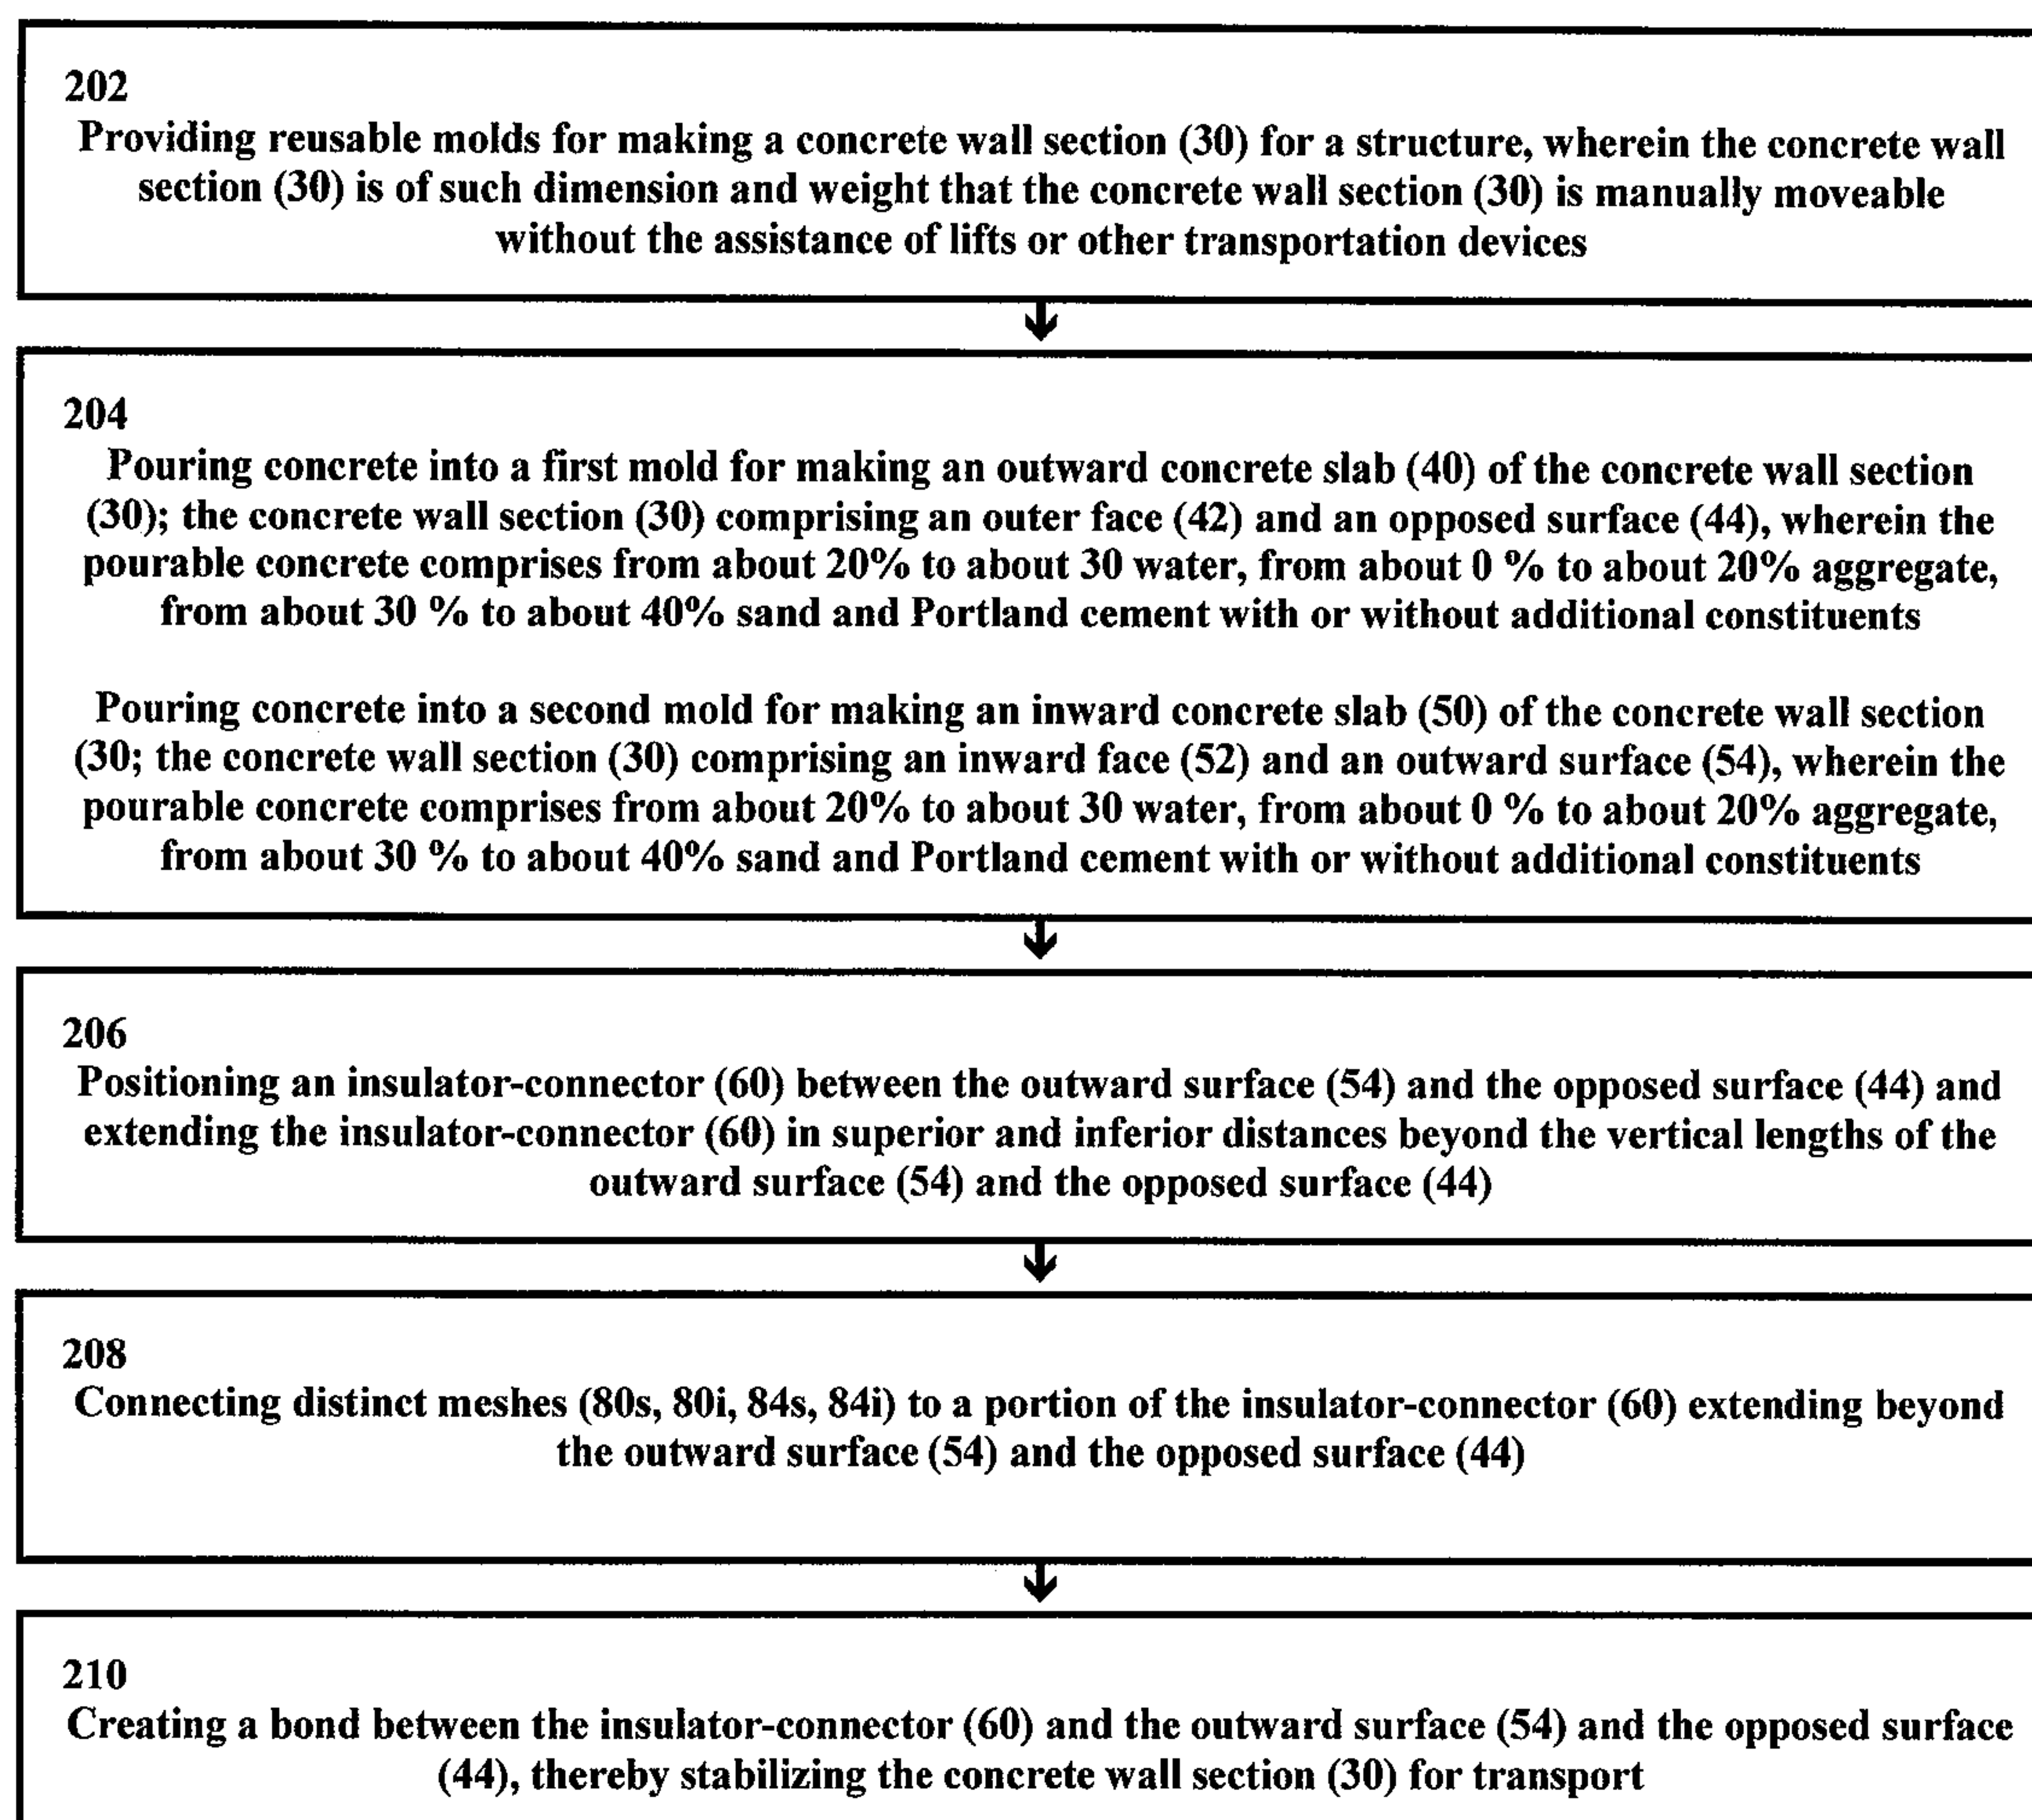 202
Providing reusable molds for making a concrete wall section (30) for a structure, wherein the concrete wall
section (30) is of such dimension and weight that the concrete wall section (30) is manually moveable
without the assistance of lifts or other transportation devices
204
Pouring concrete into a first mold for making an outward concrete slab (40) of the concrete wall section
(30); the concrete wall section (30) comprising an outer face (42) and an opposed surface (44), wherein the
pourable concrete comprises from about 20% to about 30 water, from about 0 % to about 20% aggregate,
from about 30 % to about 40% sand and Portland cement with or without additional constituents
Pouring concrete into a second mold for making an inward concrete slab (50) of the concrete wall section
(30; the concrete wall section (30) comprising an inward face (52) and an outward surface (54), wherein the
pourable concrete comprises from about 20% to about 30 water, from about 0 % to about 20% aggregate,
from about 30 % to about 40% sand and Portland cement with or without additional constituents
206
Positioning an insulator-connector (60) between the outward surface (54) and the opposed surface (44) and
extending the insulator-connector (60) in superior and inferior distances beyond the vertical lengths of the
outward surface (54) and the opposed surface (44)
208
Connecting distinct meshes (80s, 80i, 84s, 84i) to a portion of the insulator-connector (60) extending beyond
the outward surface (54) and the opposed surface (44)
210
Creating a bond between the insulator-connector (60) and the outward surface (54) and the opposed surface
(44), thereby stabilizing the concrete wall section (30) for transport